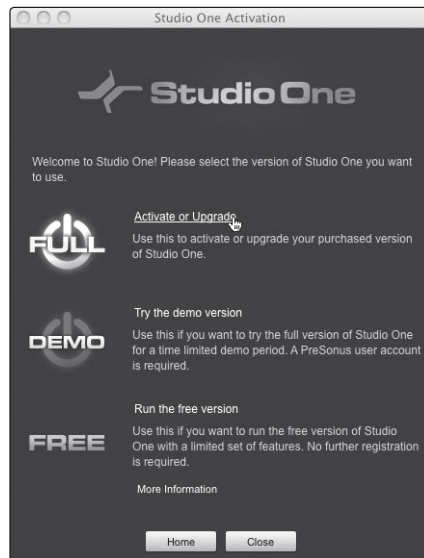 Studio One Activation
Studio One
Welcome to Studio One! Please select the version of Studio One you want
to use.
FULL
Activate or Upgrade
Use this to activate or upgrade your purchased version
of Studio One.
DEMO
Try the demo version
Use this if you want to try the full version of Studio One
for a time limited demo period. A PreSonus user account
is required.
FREE
Run the free version
Use this if you want to run the free version of Studio
One with a limited set of features. No further registration
is required.
More Information
Home Close